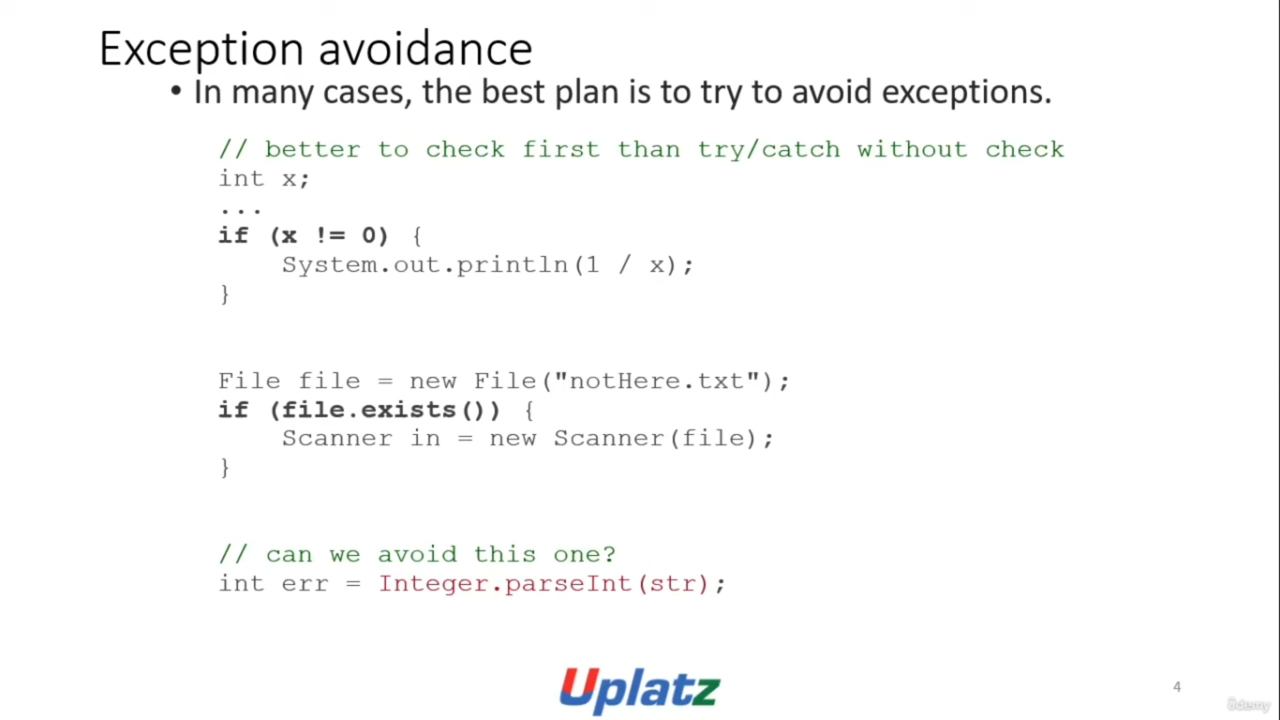 Exception avoidance
• In many cases, the best plan is to try to avoid exceptions.
// better to check first than try/catch without check
int x;
...
if (x != 0) {
    System.out.println(1 / x);
}
File file = new File("notHere.txt");
if (file.exists()) {
    Scanner in = new Scanner(file);
}
// can we avoid this one?
int err = Integer.parseInt(str);
Uplatz
4
ûdemy